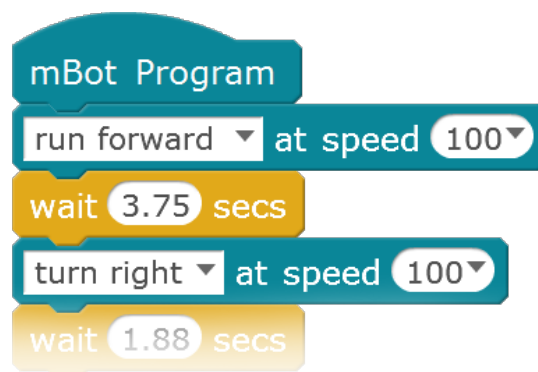 mBot Program
run forward at speed 100
wait 3.75 secs
turn right at speed 100
wait 1.88 secs